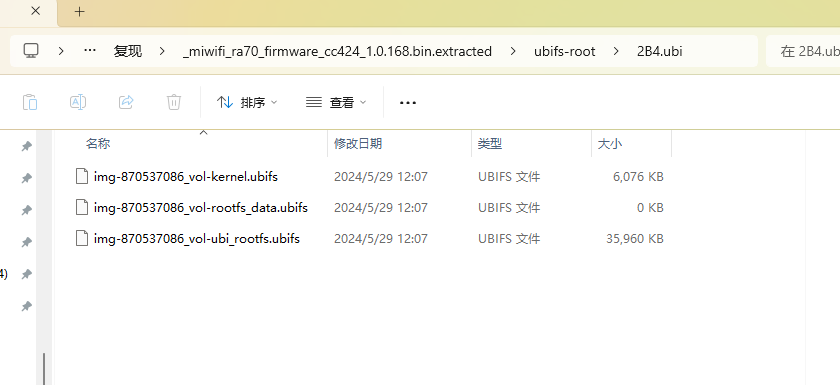 复现 _miwifi_ra70_firmware_cc424_1.0.168.bin.extracted ubifs-root 2B4.ubi 在 2B4.ub
排序 查看
名称 修改日期 类型 大小
img-870537086_vol-kernel.ubifs 2024/5/29 12:07 UBIFS 文件 6,076 KB
img-870537086_vol-rootfs_data.ubifs 2024/5/29 12:07 UBIFS 文件 0 KB
img-870537086_vol-ubi_rootfs.ubifs 2024/5/29 12:07 UBIFS 文件 35,960 KB
4)